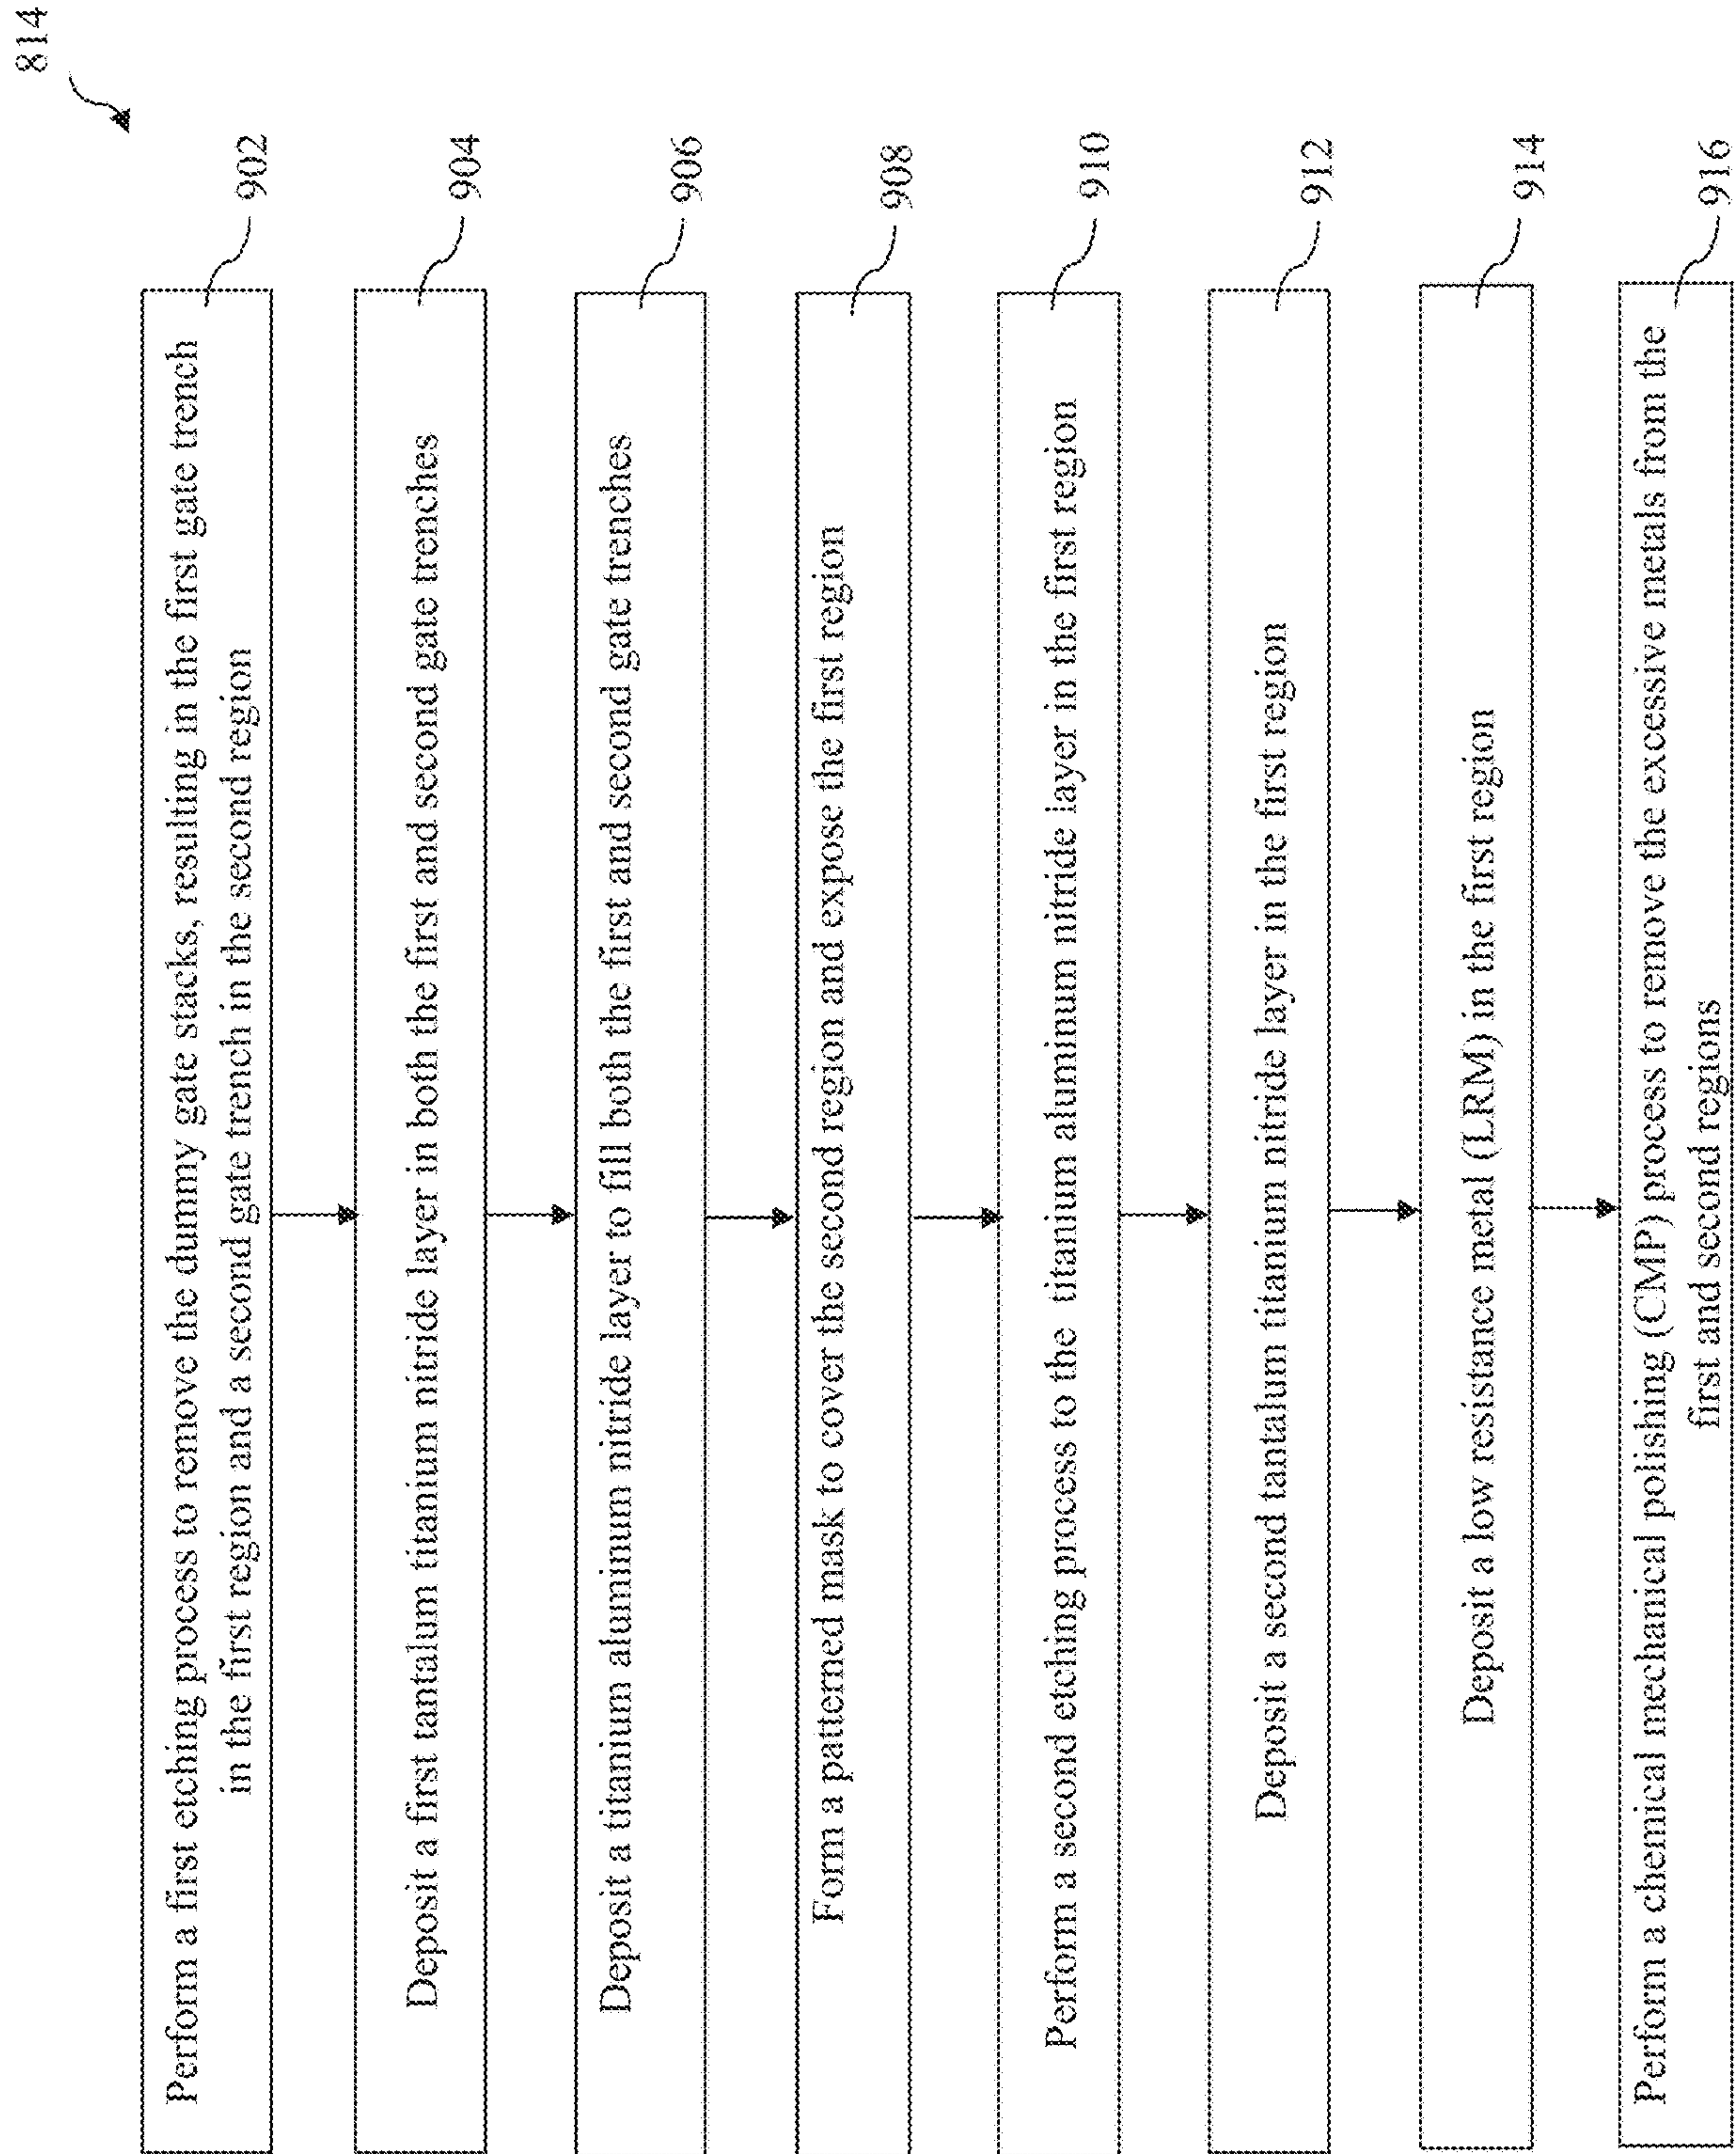 814
Perform a first etching process to remove the dummy gate stacks, resulting in the first gate trench
in the first region and a second gate trench in the second region
902
Deposit a first tantalum titanium nitride layer in both the first and second gate trenches
904
Deposit a titanium aluminum nitride layer to fill both the first and second gate trenches
906
Form a patterned mask to cover the second region and expose the first region
908
Perform a second etching process to the titanium aluminum nitride layer in the first region
910
Deposit a second tantalum titanium nitride layer in the first region
912
Deposit a low resistance metal (LRM) in the first region
914
Perform a chemical mechanical polishing (CMP) process to remove the excessive metals from the
first and second regions
916